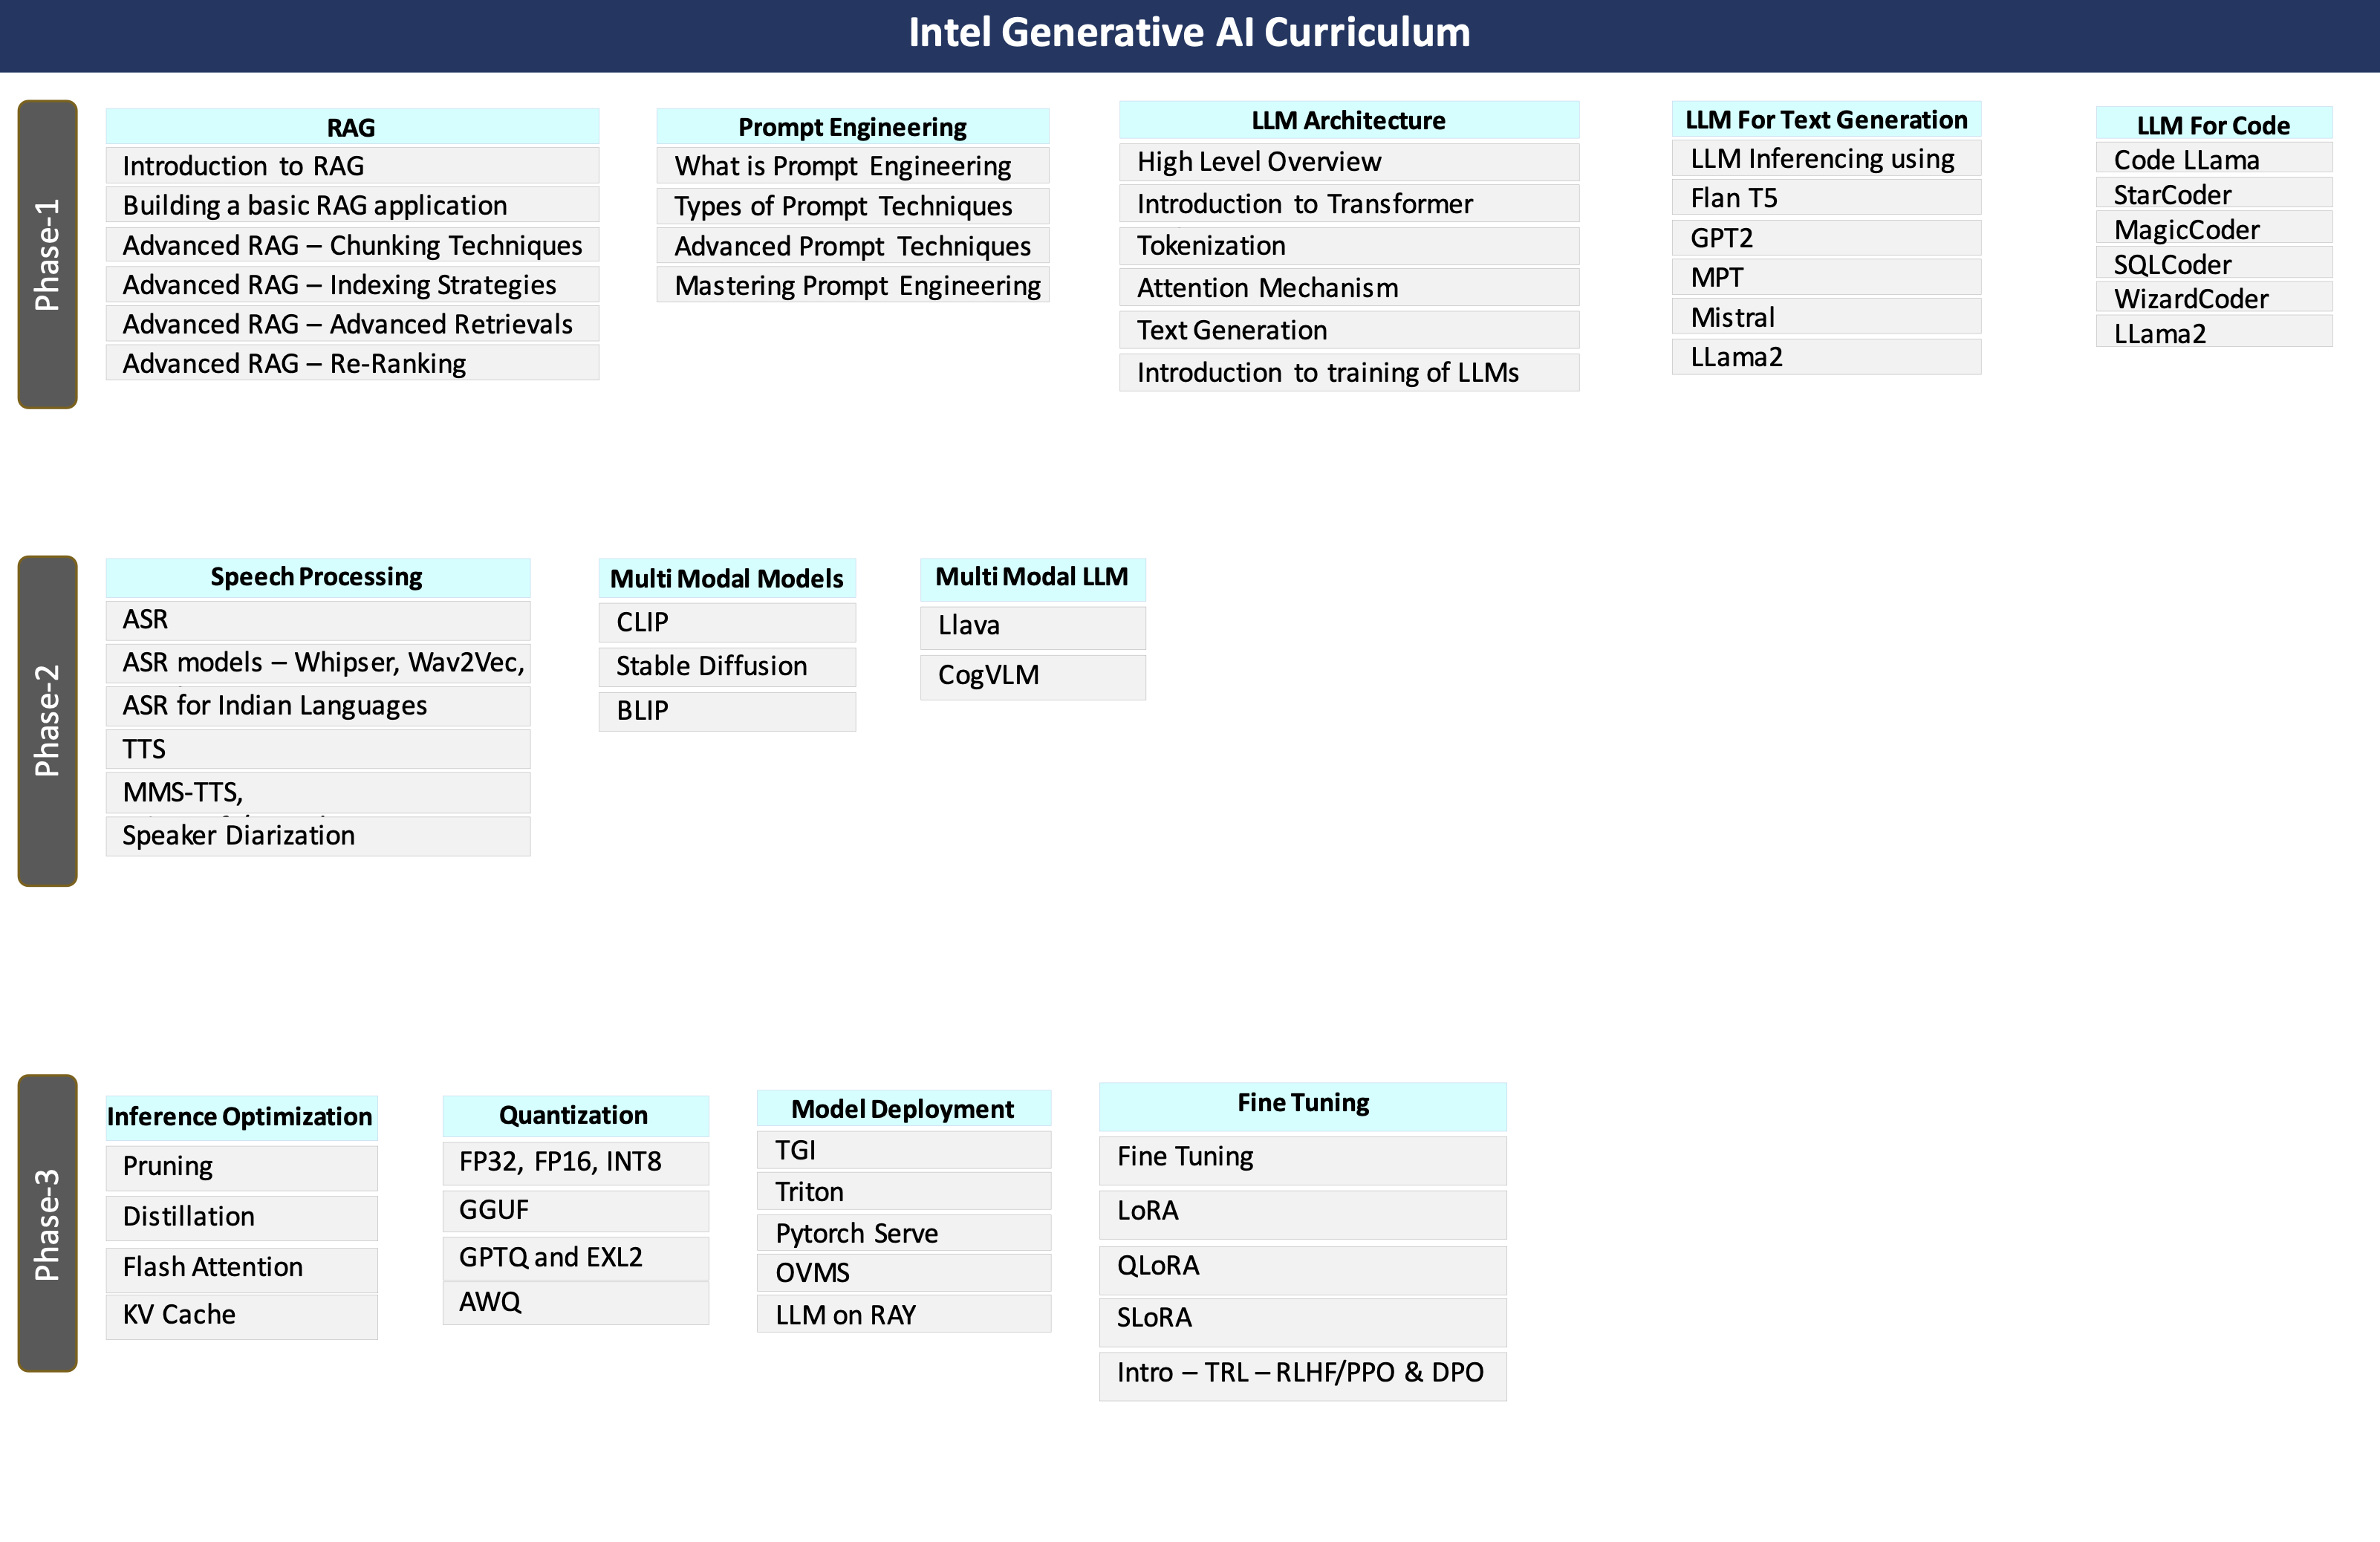 Intel Generative AI Curriculum
Phase-1
RAG
Introduction to RAG
Building a basic RAG application
Advanced RAG – Chunking Techniques
Advanced RAG – Indexing Strategies
Advanced RAG – Advanced Retrievals
Advanced RAG – Re-Ranking
Prompt Engineering
What is Prompt Engineering
Types of Prompt Techniques
Advanced Prompt Techniques
Mastering Prompt Engineering
LLM Architecture
High Level Overview
Introduction to Transformer
Tokenization
Attention Mechanism
Text Generation
Introduction to training of LLMs
LLM For Text Generation
LLM Inferencing using
Flan T5
GPT2
MPT
Mistral
LLama2
LLM For Code
Code LLama
StarCoder
MagicCoder
SQLCoder
WizardCoder
LLama2
Phase-2
Speech Processing
ASR
ASR models – Whipser, Wav2Vec,
ASR for Indian Languages
TTS
MMS-TTS,
Speaker Diarization
Multi Modal Models
CLIP
Stable Diffusion
BLIP
Multi Modal LLM
Llava
CogVLM
Phase-3
Inference Optimization
Pruning
Distillation
Flash Attention
KV Cache
Quantization
FP32, FP16, INT8
GGUF
GPTQ and EXL2
AWQ
Model Deployment
TGI
Triton
Pytorch Serve
OVMS
LLM on RAY
Fine Tuning
Fine Tuning
LoRA
QLoRA
SLoRA
Intro – TRL – RLHF/PPO & DPO